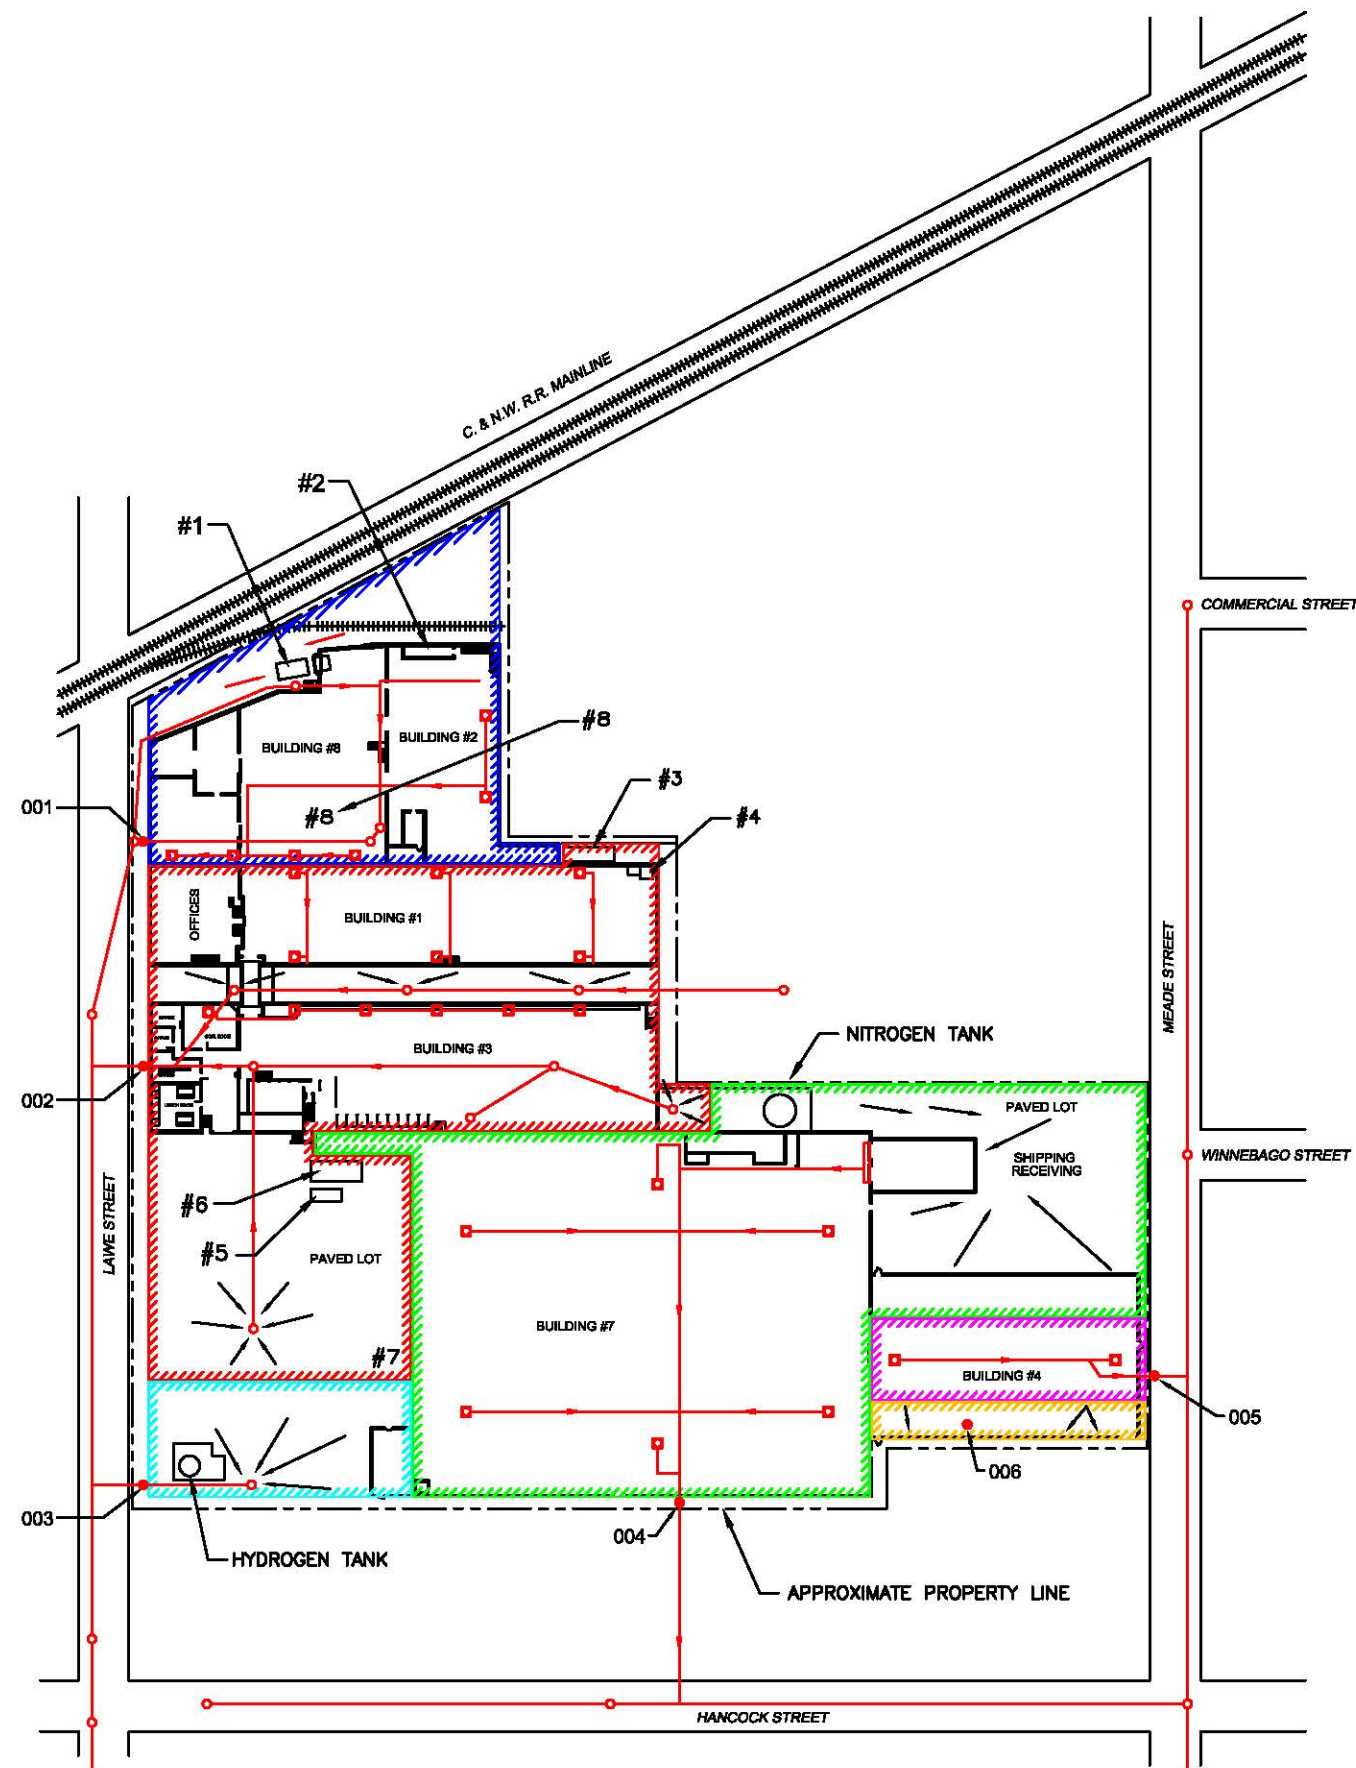 C. & N.W. R.R. MAINLINE
#2
#1
COMMERCIAL STREET
#8
BUILDING #2
BUILDING #8
#3
001
#8
#4
OFFICES
BUILDING #1
MEADE STREET
NITROGEN TANK
BUILDING #3
002
PAVED LOT
SHIPPING
RECEIVING
WINNEBAGO STREET
#6
LAWE STREET
#5
PAVED LOT
BUILDING #7
#7
BUILDING #4
005
006
003
004
HYDROGEN TANK
APPROXIMATE PROPERTY LINE
HANCOCK STREET